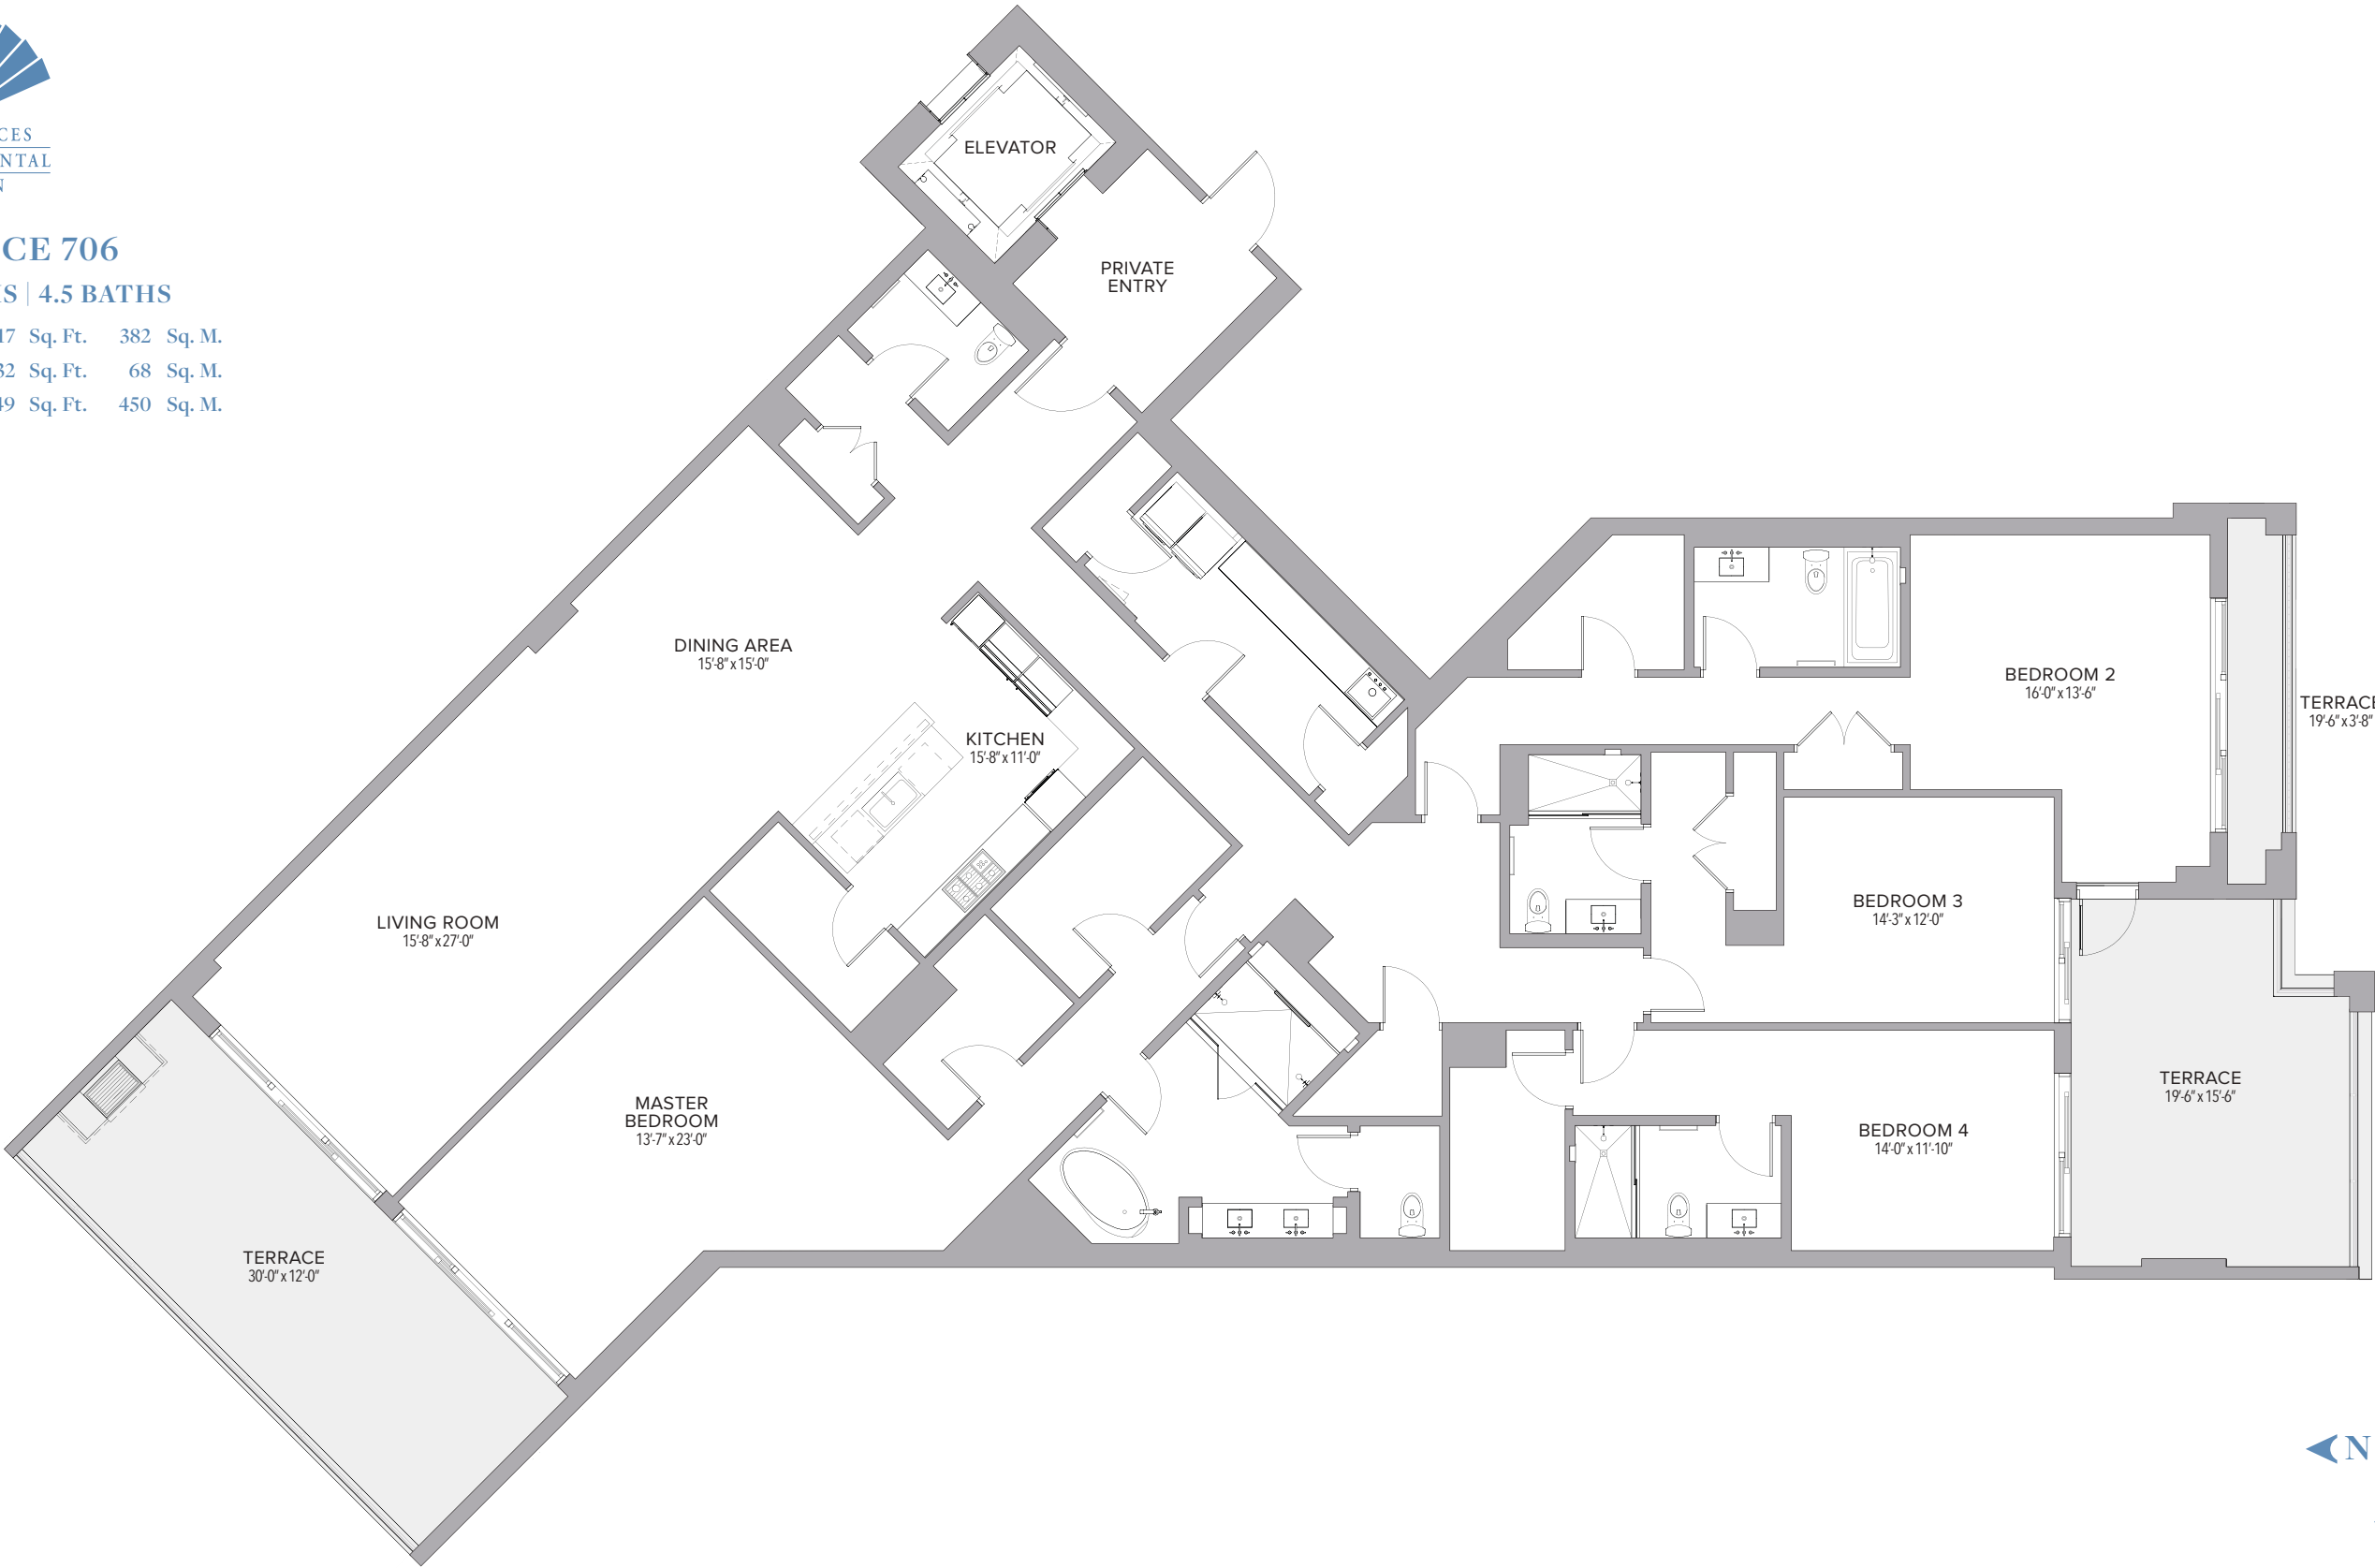 CES
NTAL
N
CE 706
S | 4.5 BATHS
17 Sq. Ft. 382 Sq. M.
32 Sq. Ft. 68 Sq. M.
49 Sq. Ft. 450 Sq. M.
ELEVATOR
PRIVATE
ENTRY
DINING AREA
15'-8" x 15'-0"
KITCHEN
15'-8" x 11'-0"
BEDROOM 2
16'-0" x 13'-6"
TERRACE
19'-6" x 3'-8"
LIVING ROOM
15'-8" x 27'-0"
BEDROOM 3
14'-3" x 12'-0"
MASTER
BEDROOM
13'-7" x 23'-0"
TERRACE
19'-6" x 15'-6"
BEDROOM 4
14'-0" x 11'-10"
TERRACE
30'-0" x 12'-0"
N